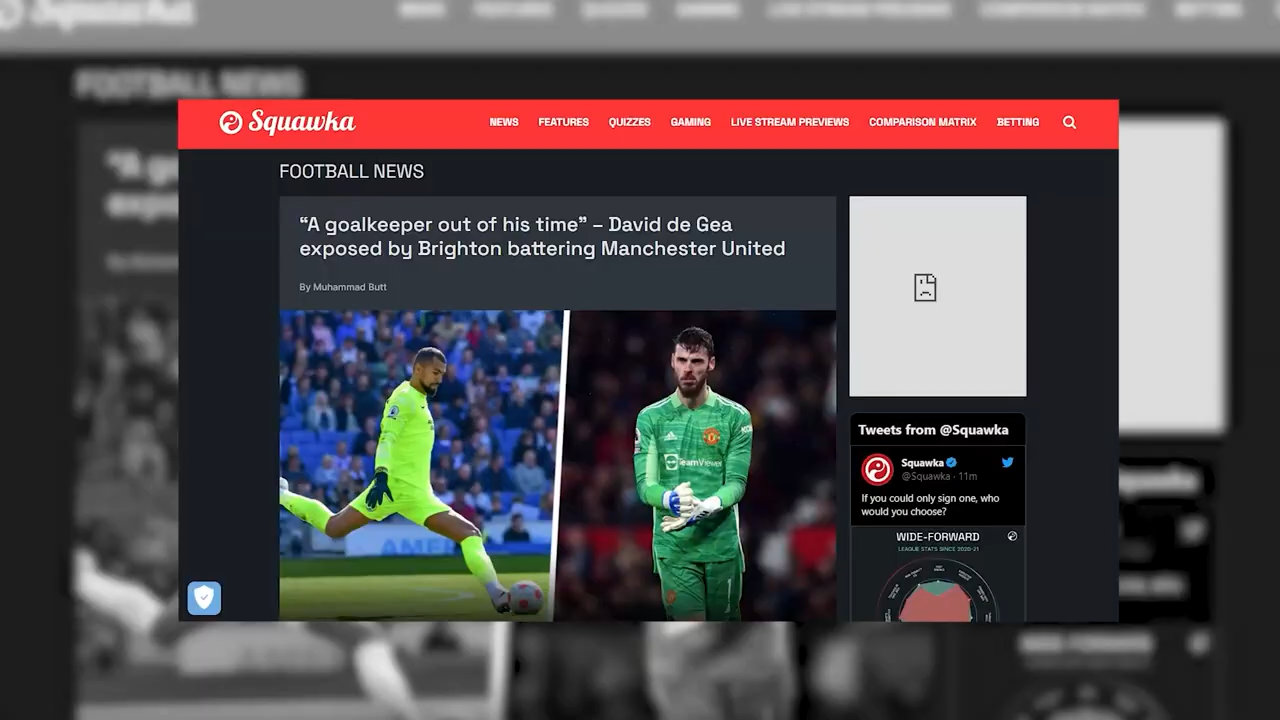 Squawka
NEWS FEATURES QUIZZES GAMING LIVE STREAM PREVIEWS COMPARISON MATRIX BETTING
FOOTBALL NEWS
“A goalkeeper out of his time” – David de Gea
exposed by Brighton battering Manchester United
By Muhammad Butt
TeamViewer
Tweets from @Squawka
Squawka
@Squawka · 11m
If you could only sign one, who
would you choose?
WIDE-FORWARD
LEAGUE STATS SINCE 2020-21